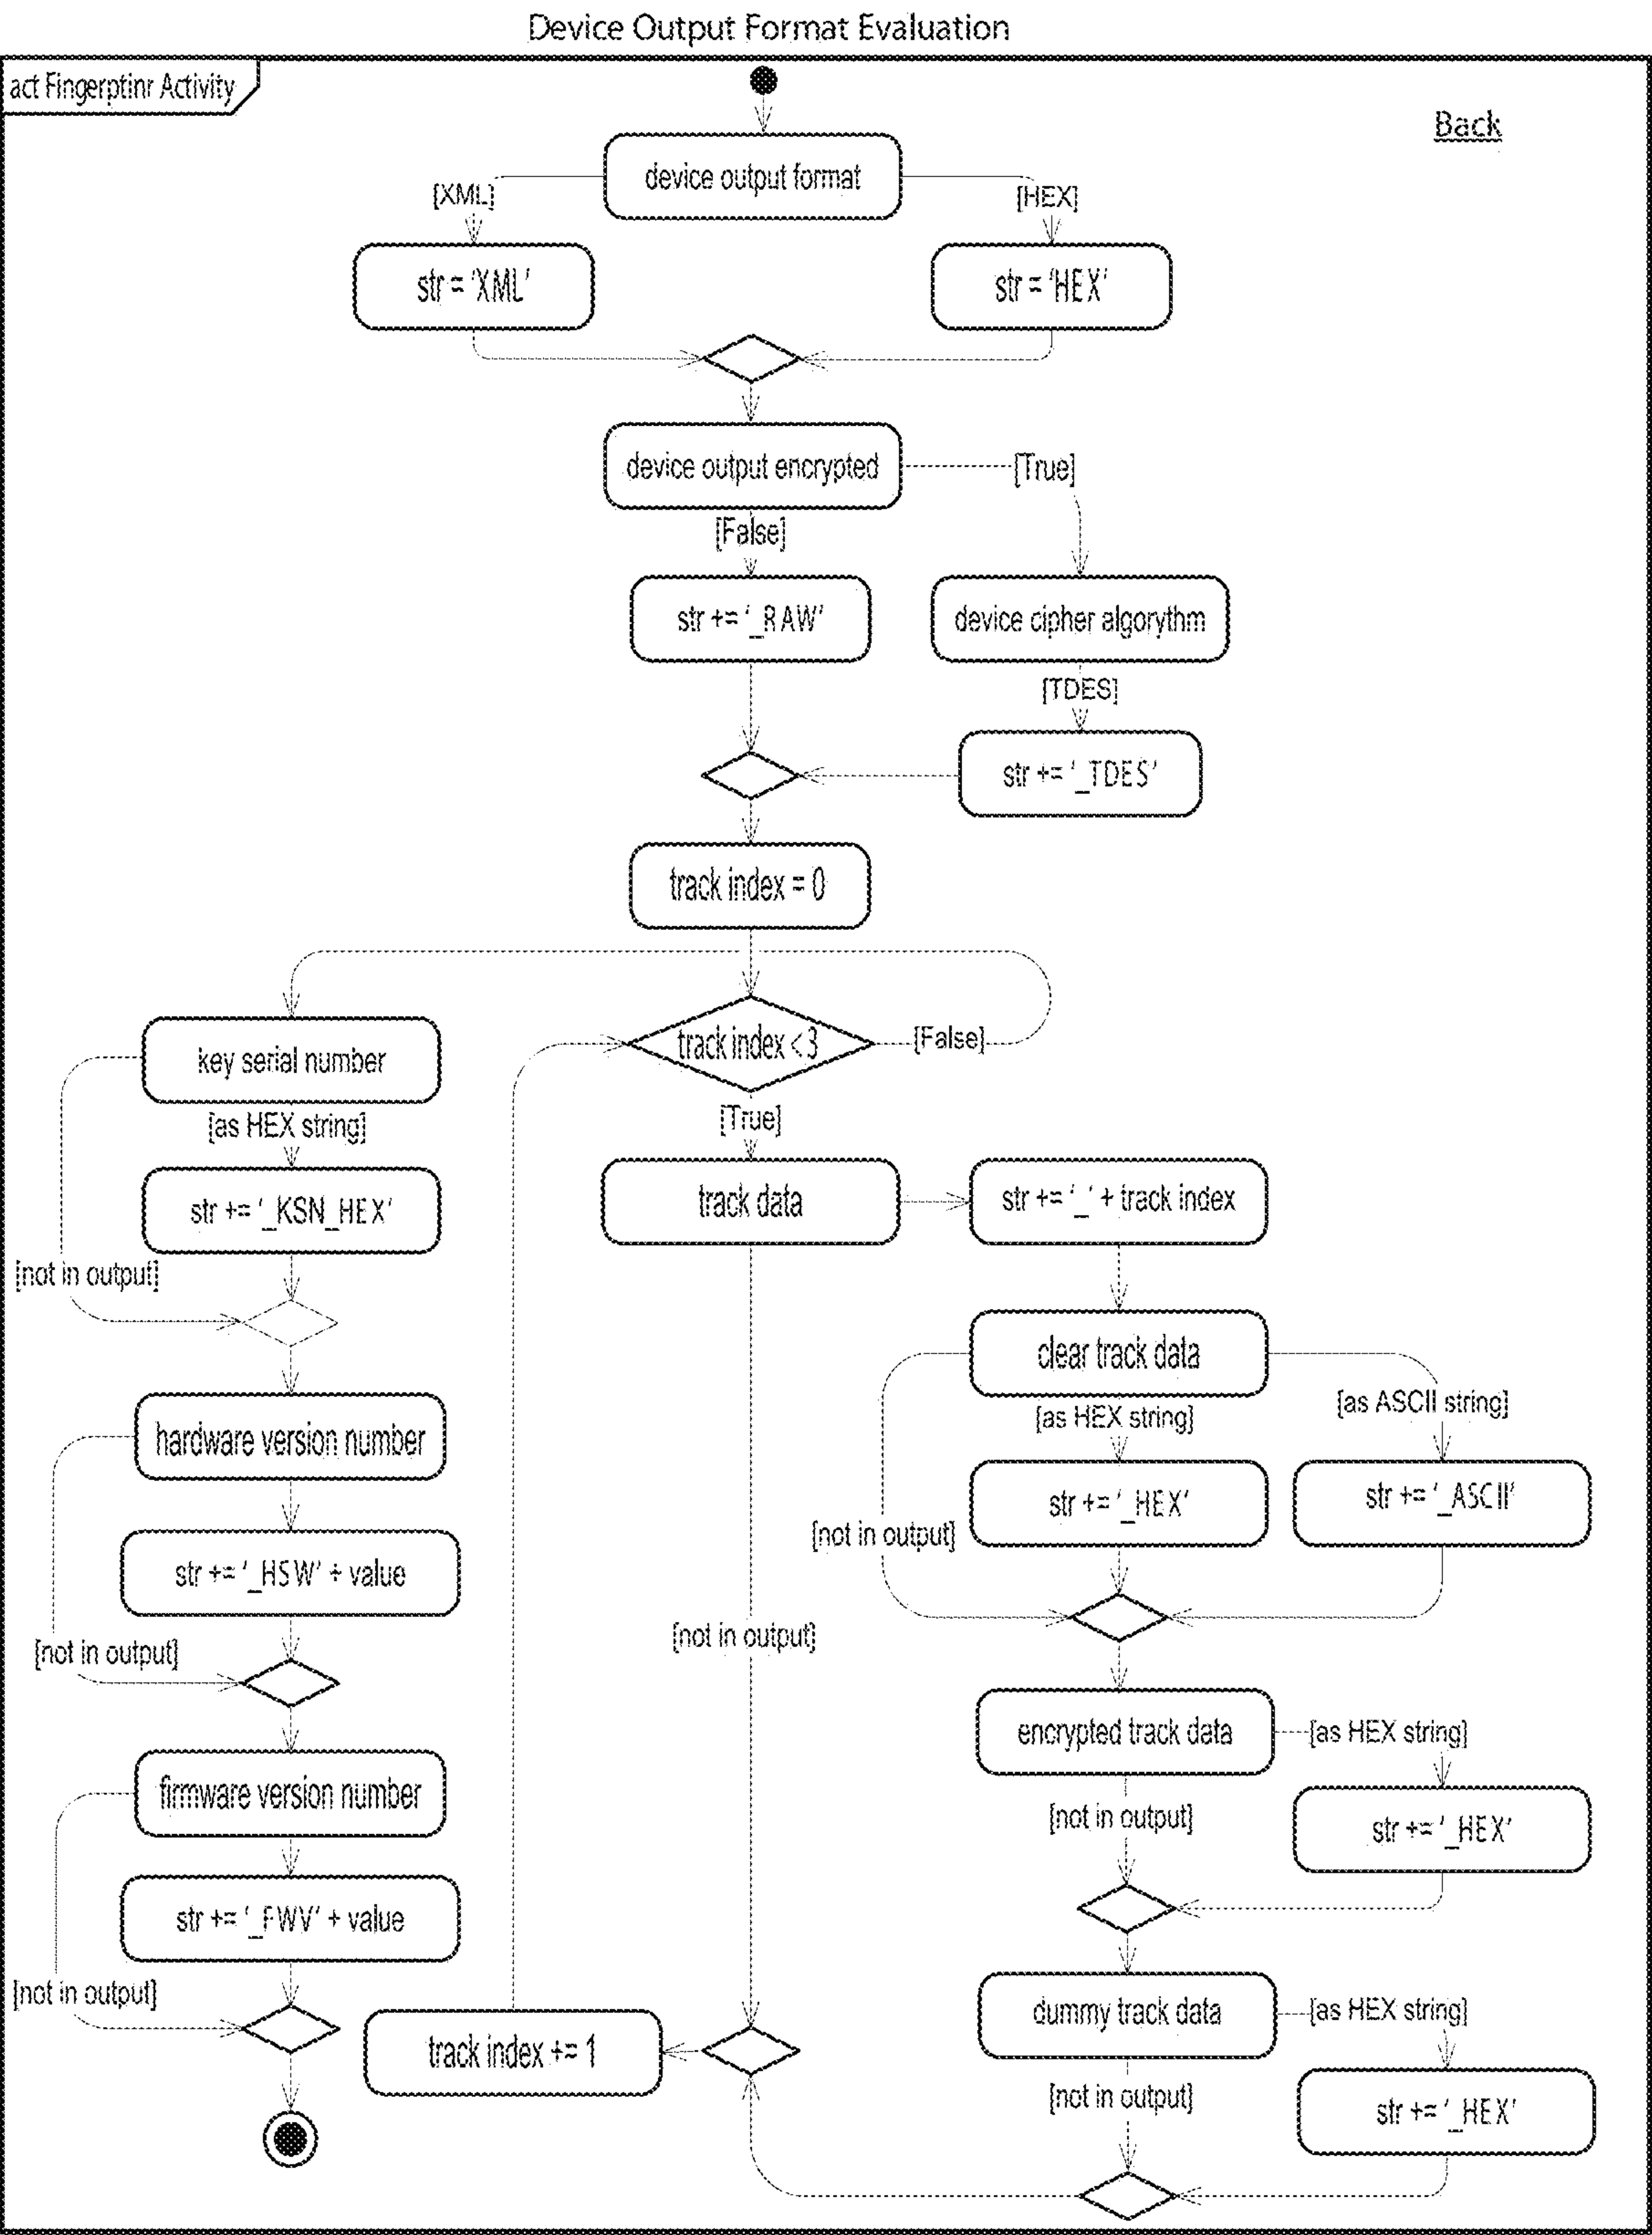 Device Output Format Evaluation
act Fingerptinr Activity
Back
device output format
[XML]
[HEX]
str = 'XML'
str = 'HEX'
device output encrypted
[True]
[False]
str += '_RAW'
device cipher algorythm
[TDES]
str += '_TDES'
track index = 0
track index < 3
[False]
key serial number
[as HEX string]
[True]
str += '_KSN_HEX'
track data
str += '_' + track index
[not in output]
clear track data
[as HEX string]
[as ASCII string]
hardware version number
str += '_HEX'
str += '_ASCII'
[not in output]
str += '_HSW' + value
[not in output]
[not in output]
encrypted track data
[as HEX string]
firmware version number
[not in output]
str += '_HEX'
str += '_FWV' + value
[not in output]
dummy track data
[as HEX string]
track index += 1
[not in output]
str += '_HEX'